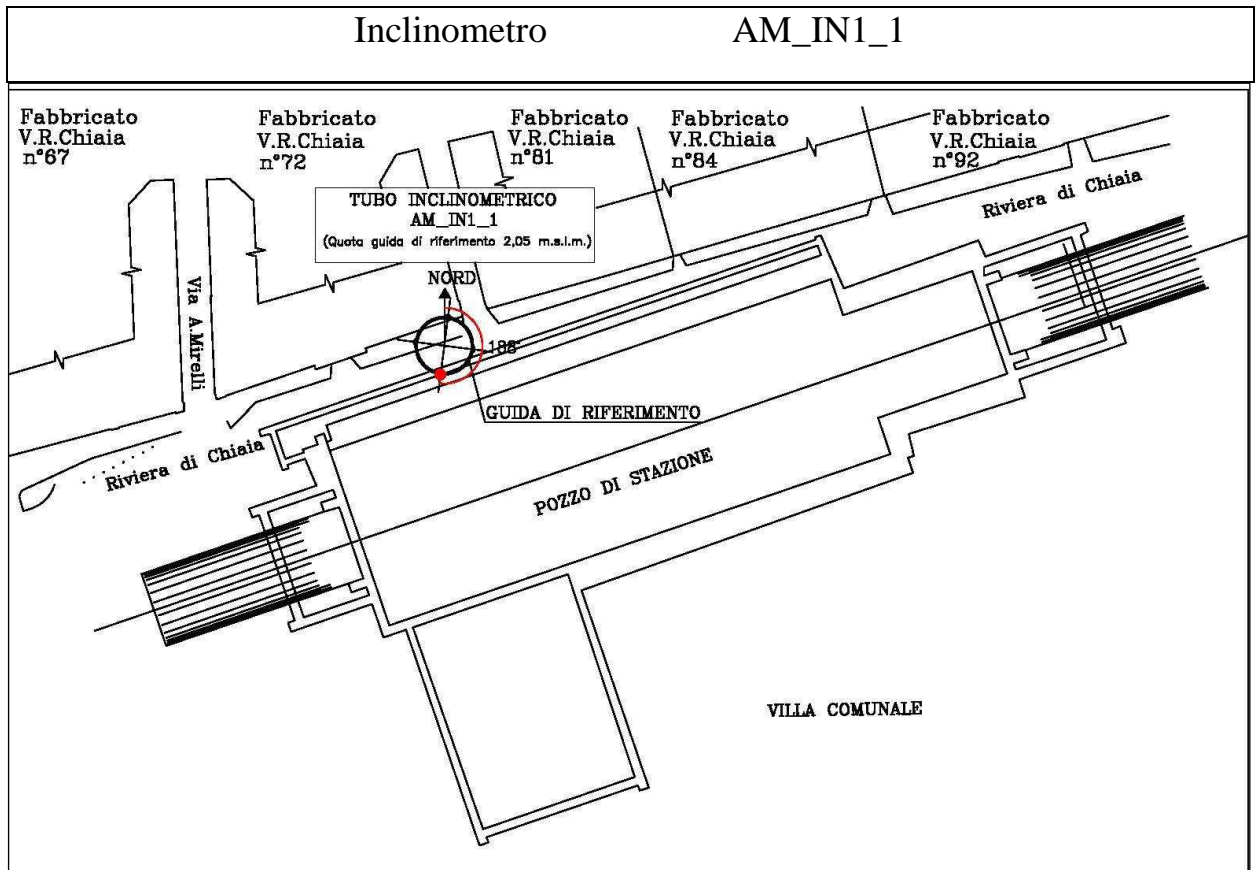 Inclinometro AM_IN1_1
Fabbricato
V.R.Chiaia
n°67
Fabbricato
V.R.Chiaia
n°72
Fabbricato
V.R.Chiaia
n°81
Fabbricato
V.R.Chiaia
n°84
Fabbricato
V.R.Chiaia
n°92
TUBO INCLINOMETRICO
AM_IN1_1
(Quota guida di riferimento 2,05 m.s.l.m.)
Riviera di Chiaia
NORD
Via A.Mirelli
188°
GUIDA DI RIFERIMENTO
Riviera di Chiaia
POZZO DI STAZIONE
VILLA COMUNALE